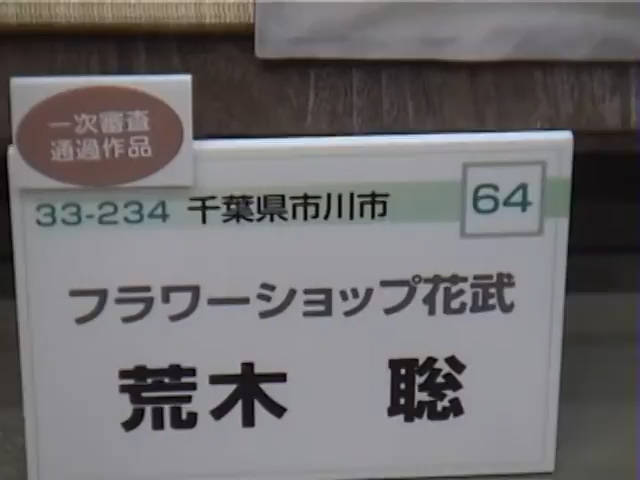 一次審査
通過作品
33-234 千葉県市川市 64
フラワーショップ花武
荒木 聡